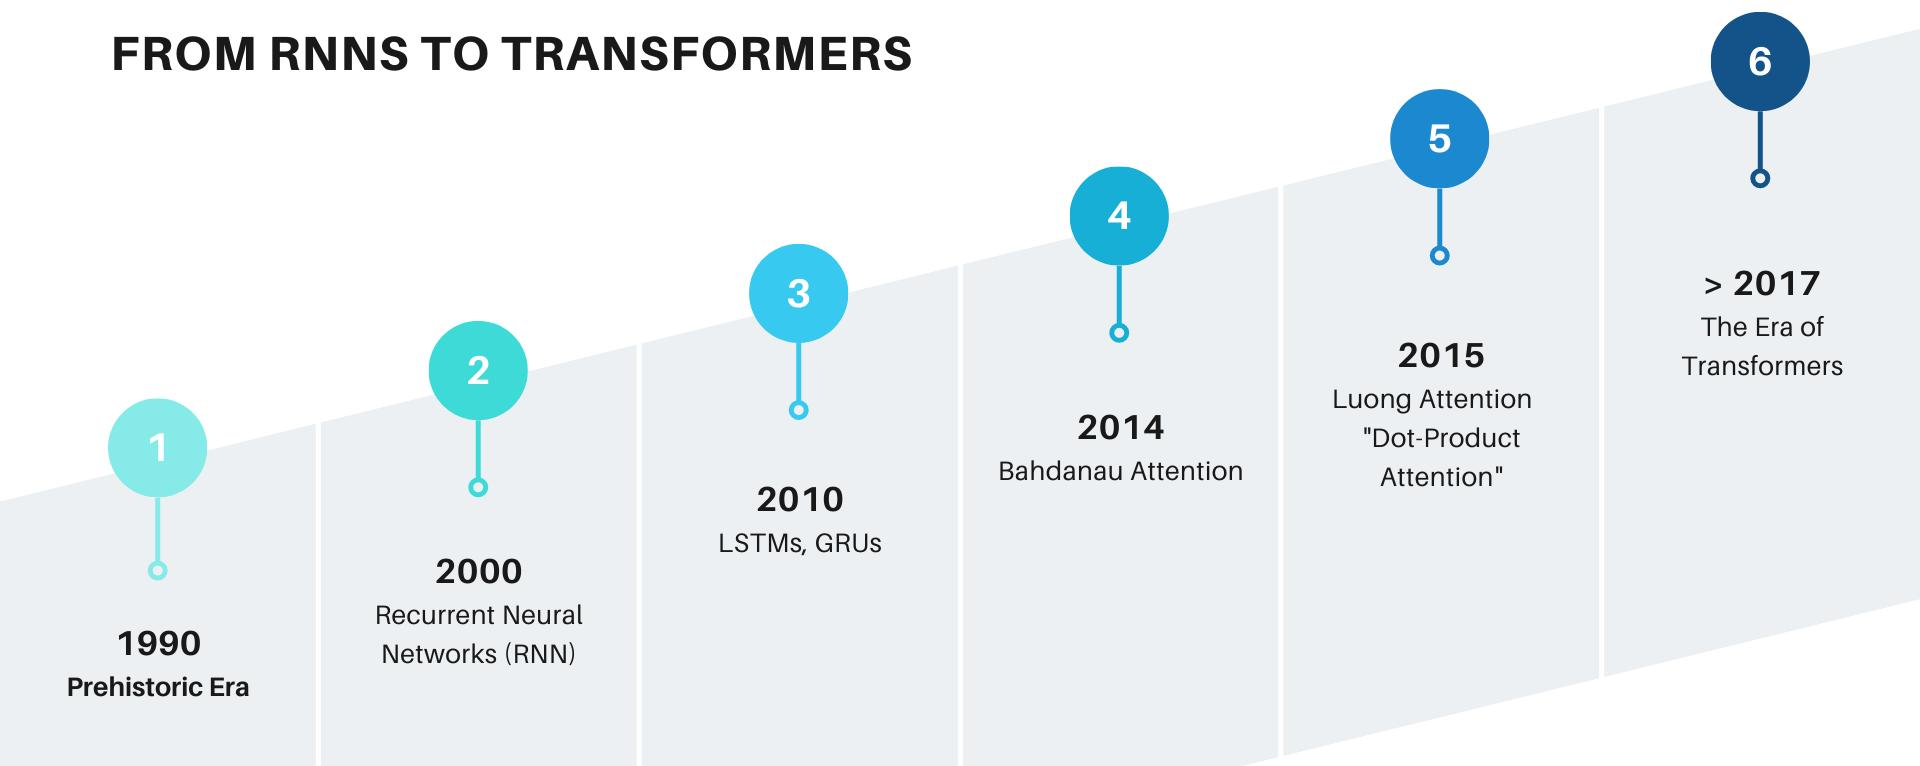 FROM RNNS TO TRANSFORMERS
1
1990
Prehistoric Era
2
2000
Recurrent Neural
Networks (RNN)
3
2010
LSTMs, GRUs
4
2014
Bahdanau Attention
5
2015
Luong Attention
"Dot-Product
Attention"
6
> 2017
The Era of
Transformers